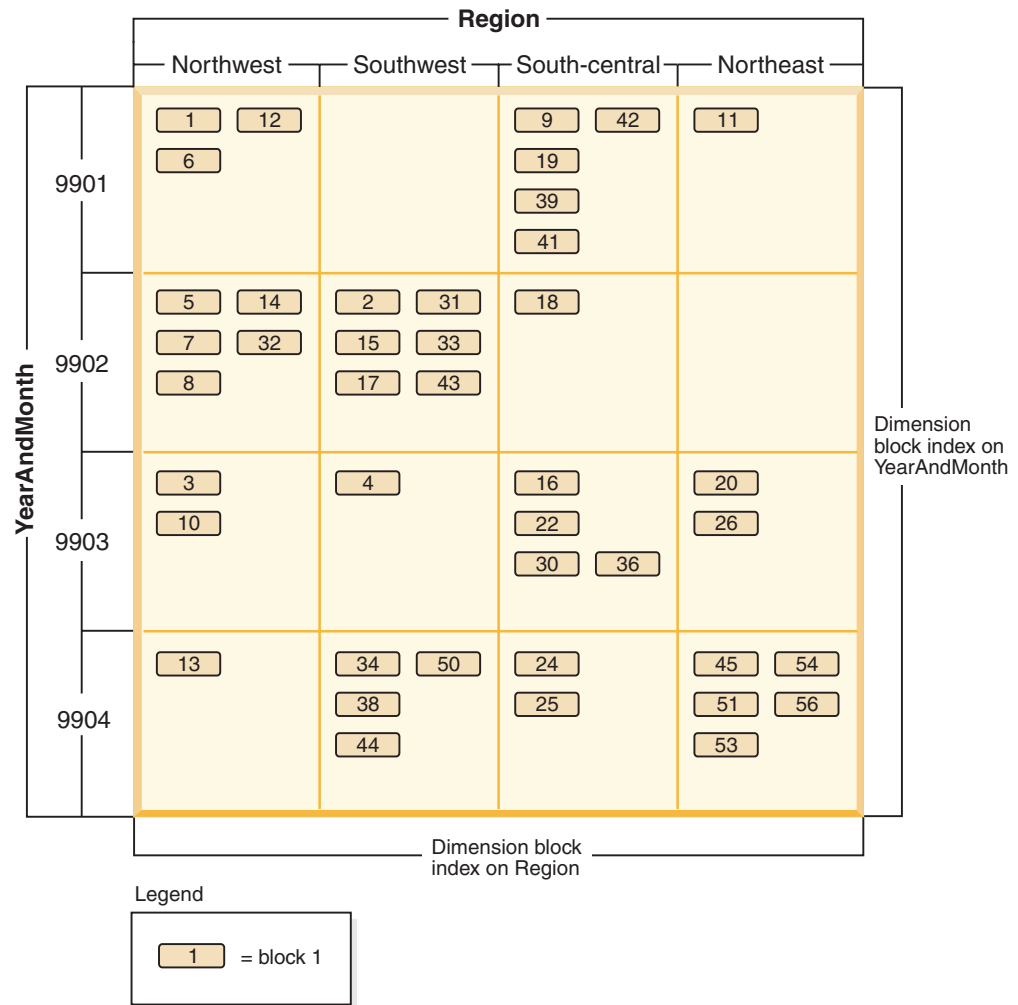 Region
Northwest Southwest South-central Northeast
YearAndMonth
9901
1 12 9 42 11
6 19
39
41
9902
5 14 2 31 18
7 32 15 33
8 17 43
9903
3 4 16 20
10 22 26
30 36
9904
13 34 50 24 45 54
38 25 51 56
44 53
Dimension
block index on
YearAndMonth
Dimension block
index on Region
Legend
1 = block 1